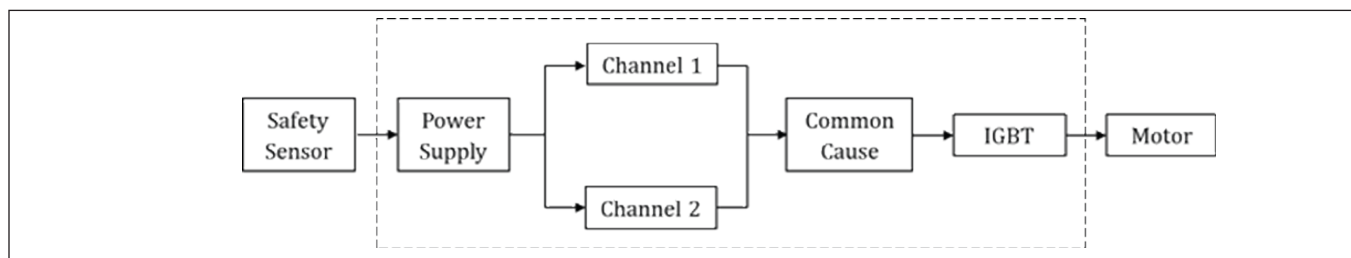 Channel 1
Safety
Sensor
Power
Supply
Common
Cause
IGBT
Motor
Channel 2